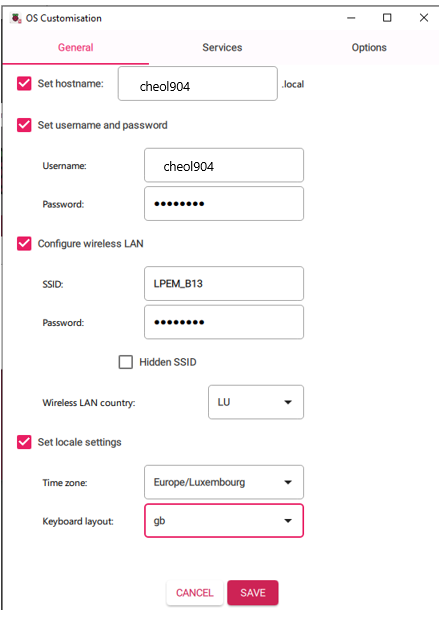 OS Customisation
General Services Options
Set hostname: cheol904 .local
Set username and password
Username: cheol904
Password: ••••••••
Configure wireless LAN
SSID: LPEM_B13
Password: ••••••••
Hidden SSID
Wireless LAN country: LU
Set locale settings
Time zone: Europe/Luxembourg
Keyboard layout: gb
CANCEL SAVE